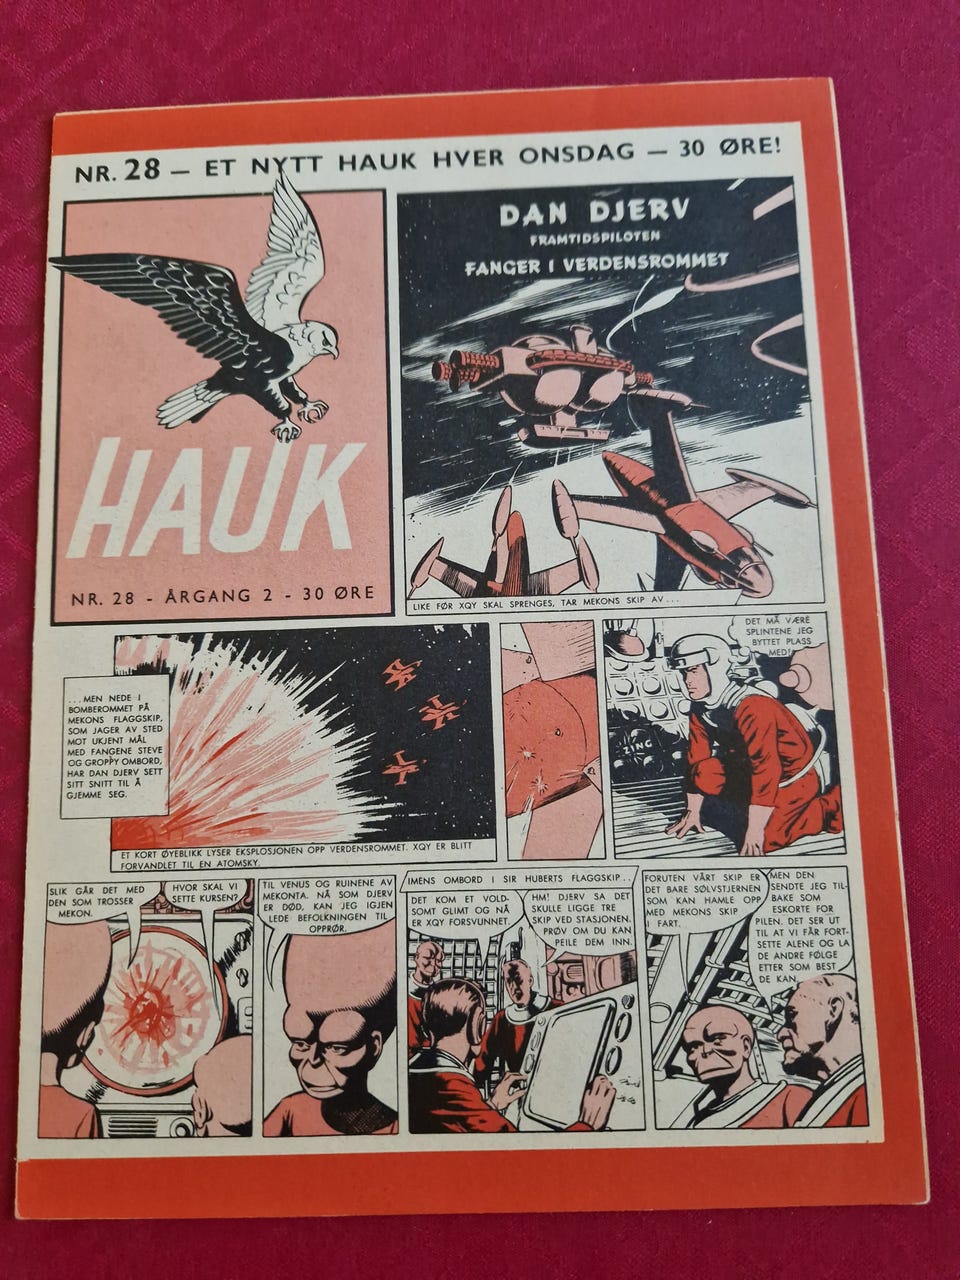 NR. 28 — ET NYTT HAUK HVER ONSDAG — 30 ØRE!
HAUK
NR. 28 - ÅRGANG 2 - 30 ØRE
DAN DJERV
FRAMTIDSPILOTEN
FANGER I VERDENSROMMET
LIKE FØR XQY SKAL SPRENGES, TAR MEKONS SKIP AV...
...MEN NEDE I
BOMBEROMMET PÅ
MEKONS FLAGGSKIP,
SOM JAGER AV STED
MOT UKJENT MÅL
MED FANGENE STEVE
OG GROPPY OMBORD,
HAR DAN DJERV SETT
SITT SNITT TIL Å
GJEMME SEG.
ET KORT ØYEBLIKK LYSER EKSPLOSJONEN OPP VERDENSROMMET. XQY ER BLITT
FORVANDLET TIL EN ATOMSKY.
DET MÅ VÆRE
SPLINTENE JEG
BYTTET PLASS
MED!
ZING
SLIK GÅR DET MED
DEN SOM TROSSER
MEKON.
HVOR SKAL VI
SETTE KURSEN?
TIL VENUS OG RUINENE AV
MEKONTA. NÅ SOM DJERV
ER DØD, KAN JEG IGJEN
LEDE BEFOLKNINGEN TIL
OPPRØR.
IMENS OMBORD I SIR HUBERTS FLAGGSKIP..
DET KOM ET VOLD-
SOMT GLIMT OG NÅ
ER XQY FORSVUNNET.
HM! DJERV SA DET
SKULLE LIGGE TRE
SKIP VED STASJONEN.
PRØV OM DU KAN
PEILE DEM INN.
FORUTEN VÅRT SKIP ER
DET BARE SØLVSTJERNEN
SOM KAN HAMLE OPP
MED MEKONS SKIP
I FART.
MEN DEN
SENDTE JEG TIL-
BAKE SOM
ESKORTE FOR
PILEN. DET SER UT
TIL AT VI FÅR FORT-
SETTE ALENE OG LA
DE ANDRE FØLGE
ETTER SOM BEST
DE KAN.